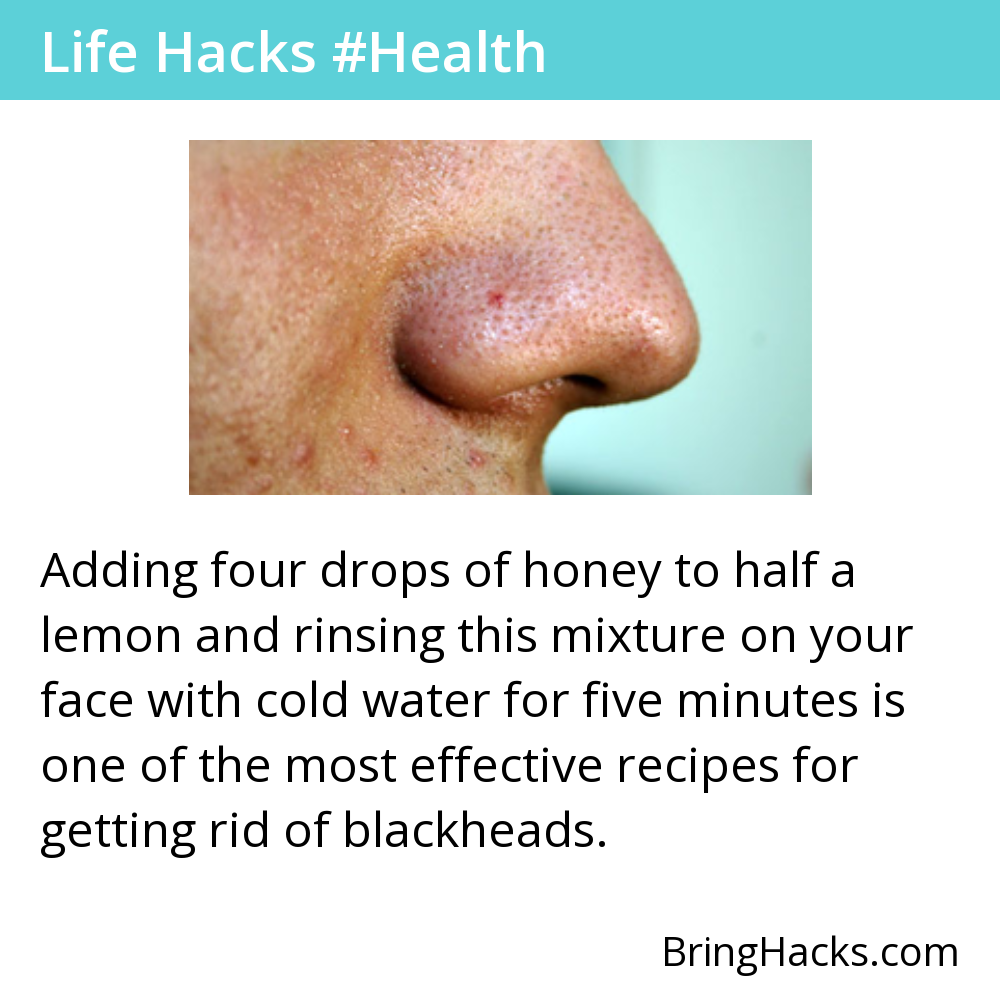 Life Hacks #Health
Adding four drops of honey to half a
lemon and rinsing this mixture on your
face with cold water for five minutes is
one of the most effective recipes for
getting rid of blackheads.
BringHacks.com